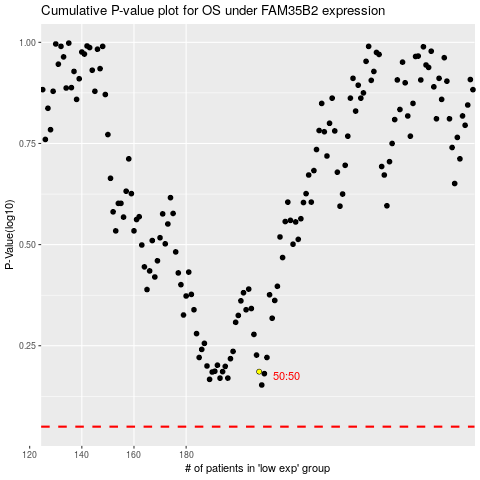 Cumulative P-value plot for OS under FAM35B2 expression
P-Value(log10)
1.00
0.75
0.50
0.25
50:50
120 140 160 180
# of patients in 'low exp' group